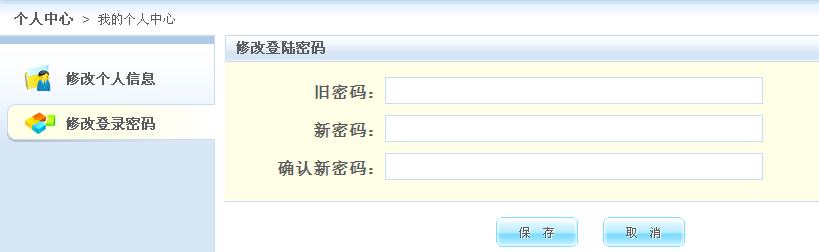 个人中心 > 我的个人中心
修改个人信息
修改登录密码
修改登陆密码
旧密码：
新密码：
确认新密码：
保 存
取 消